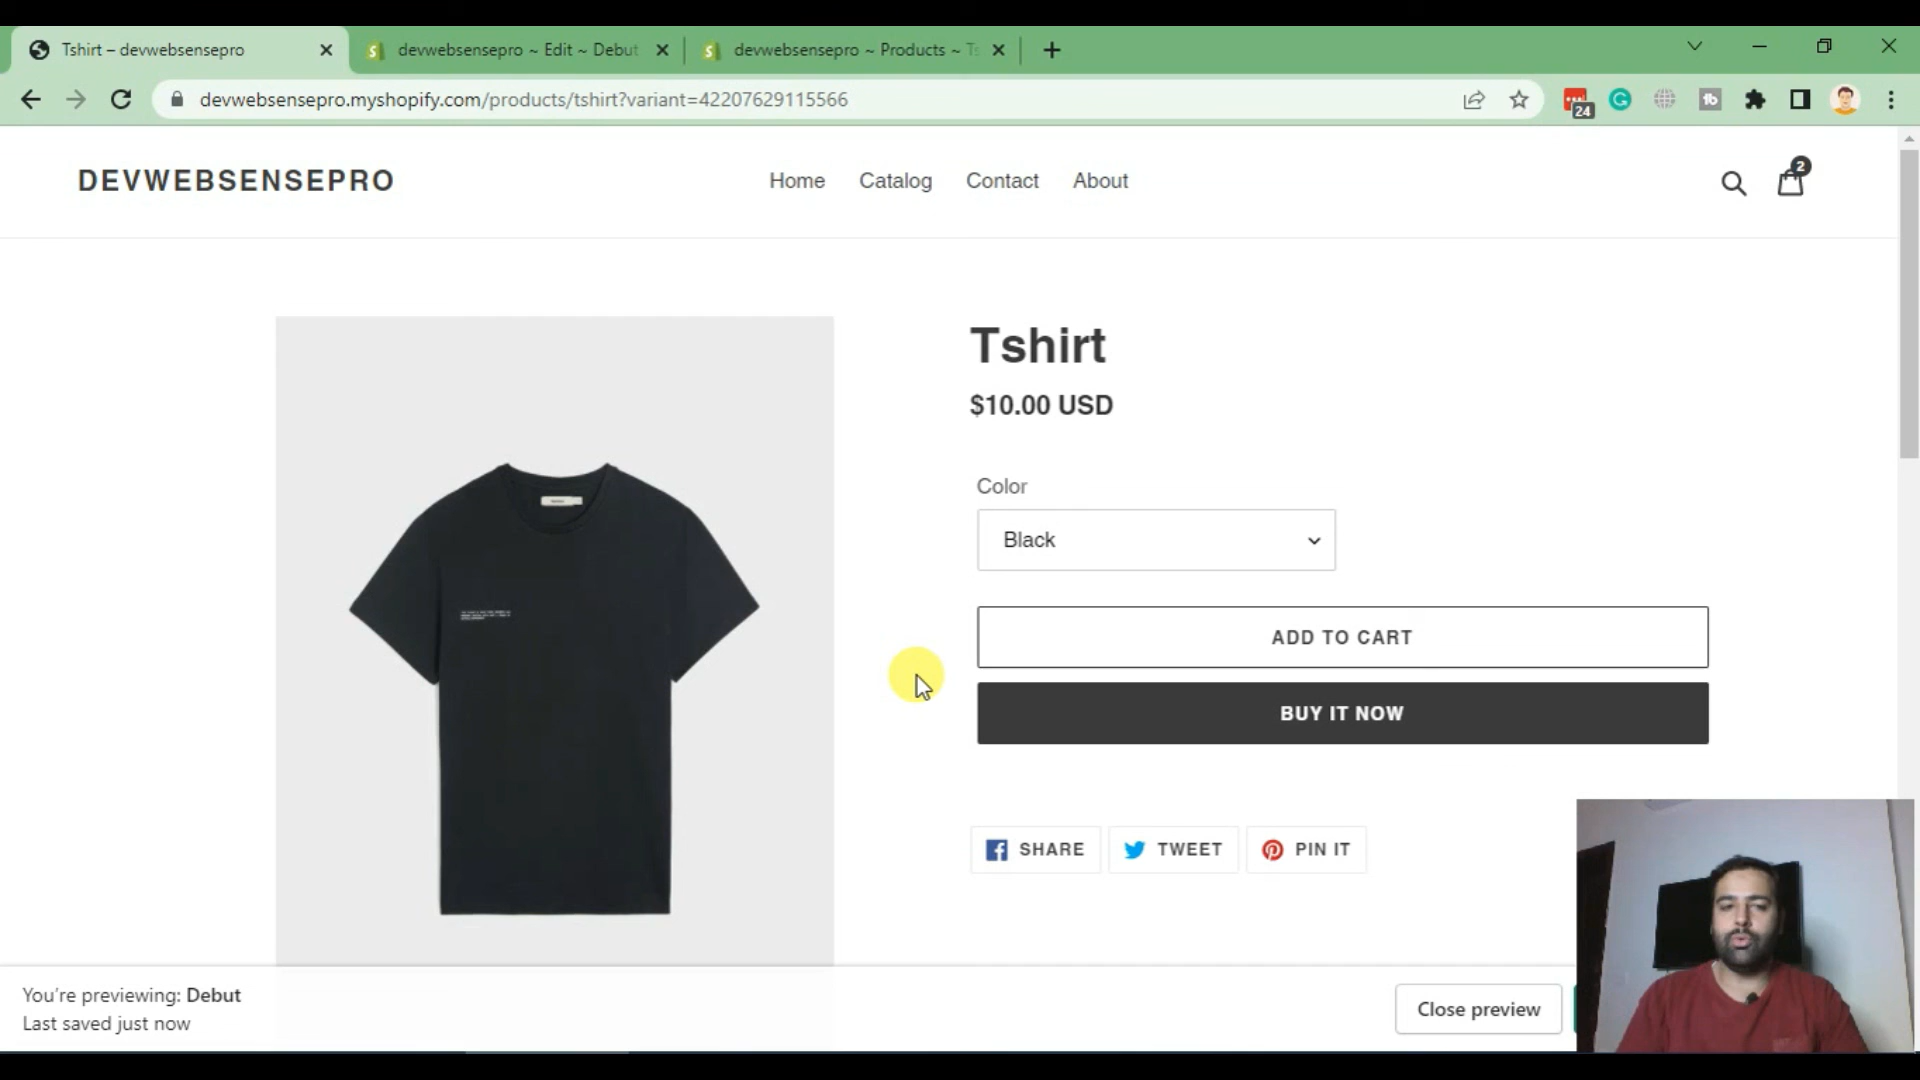 Tshirt – devwebsensepro
devwebsensepro ~ Edit ~ Debut
devwebsensepro ~ Products ~ Ts
devwebsensepro.myshopify.com/products/tshirt?variant=42207629115566
24
DEVWEBSENSEPRO
Home Catalog Contact About
2
Tshirt
$10.00 USD
Color
Black
ADD TO CART
BUY IT NOW
SHARE TWEET PIN IT
You're previewing: Debut
Last saved just now
Close preview